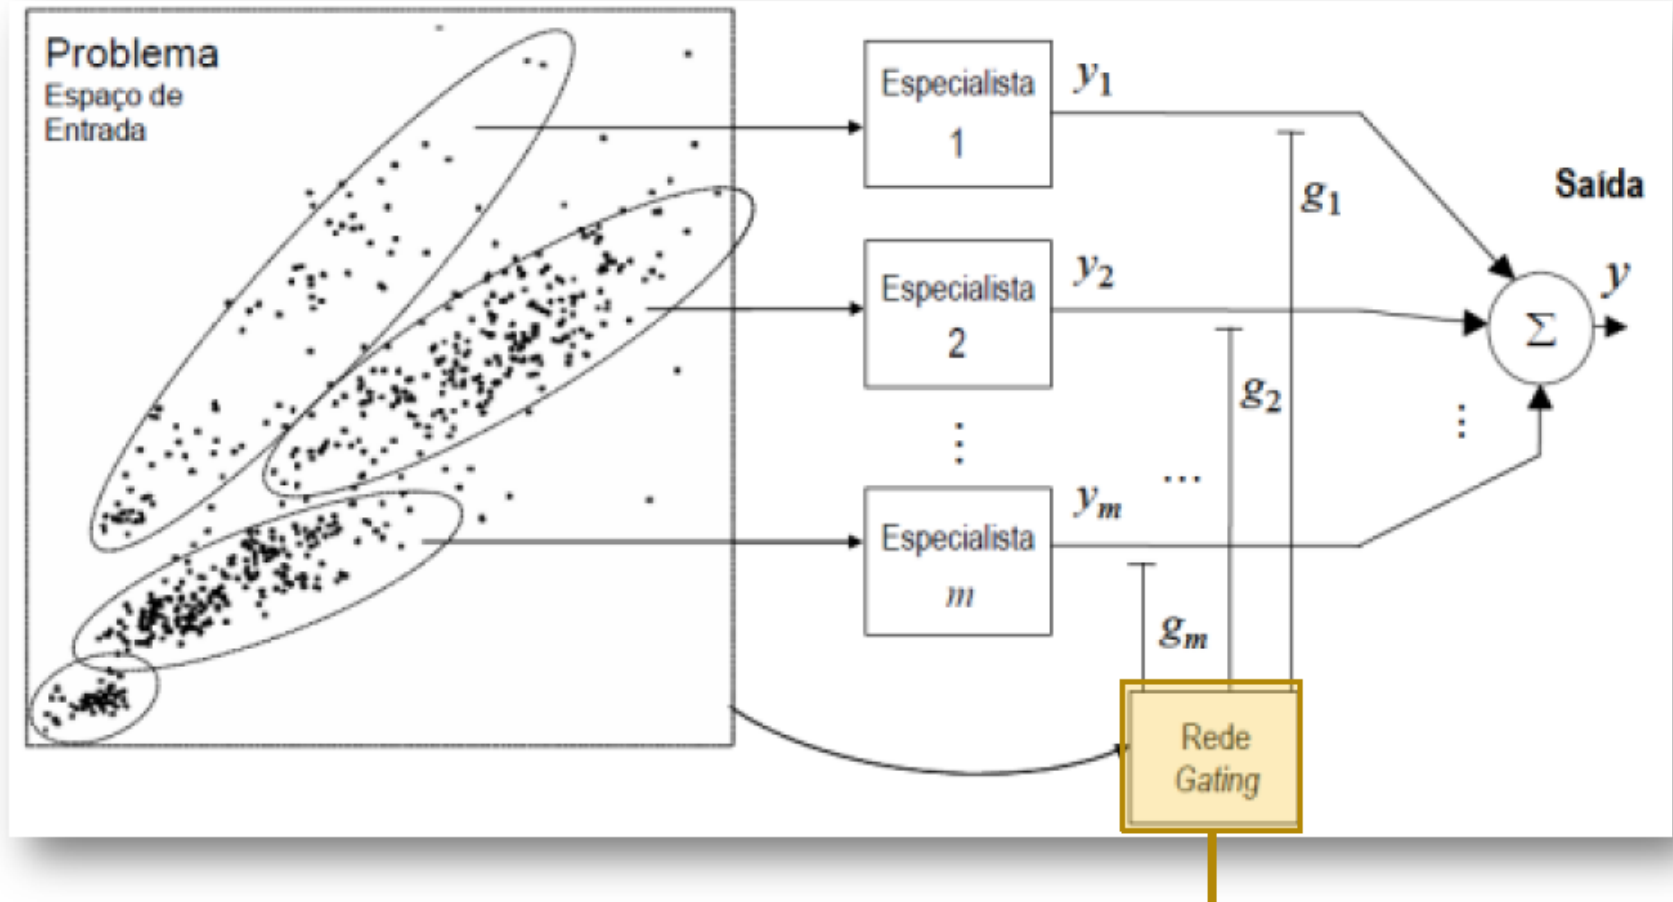 Problema
Espaço de
Entrada
Especialista
1
y1
g1
Saída
Especialista
2
y2
g2
Σ
y
⋮
⋮
...
Especialista
m
ym
gm
Rede
Gating